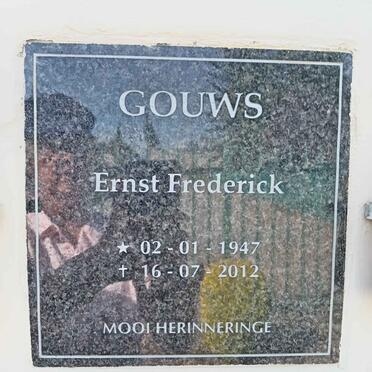 GOUWS
Ernst Frederick
★ 02 - 01 - 1947
✝ 16 - 07 - 2012
MOOI HERINNERINGE